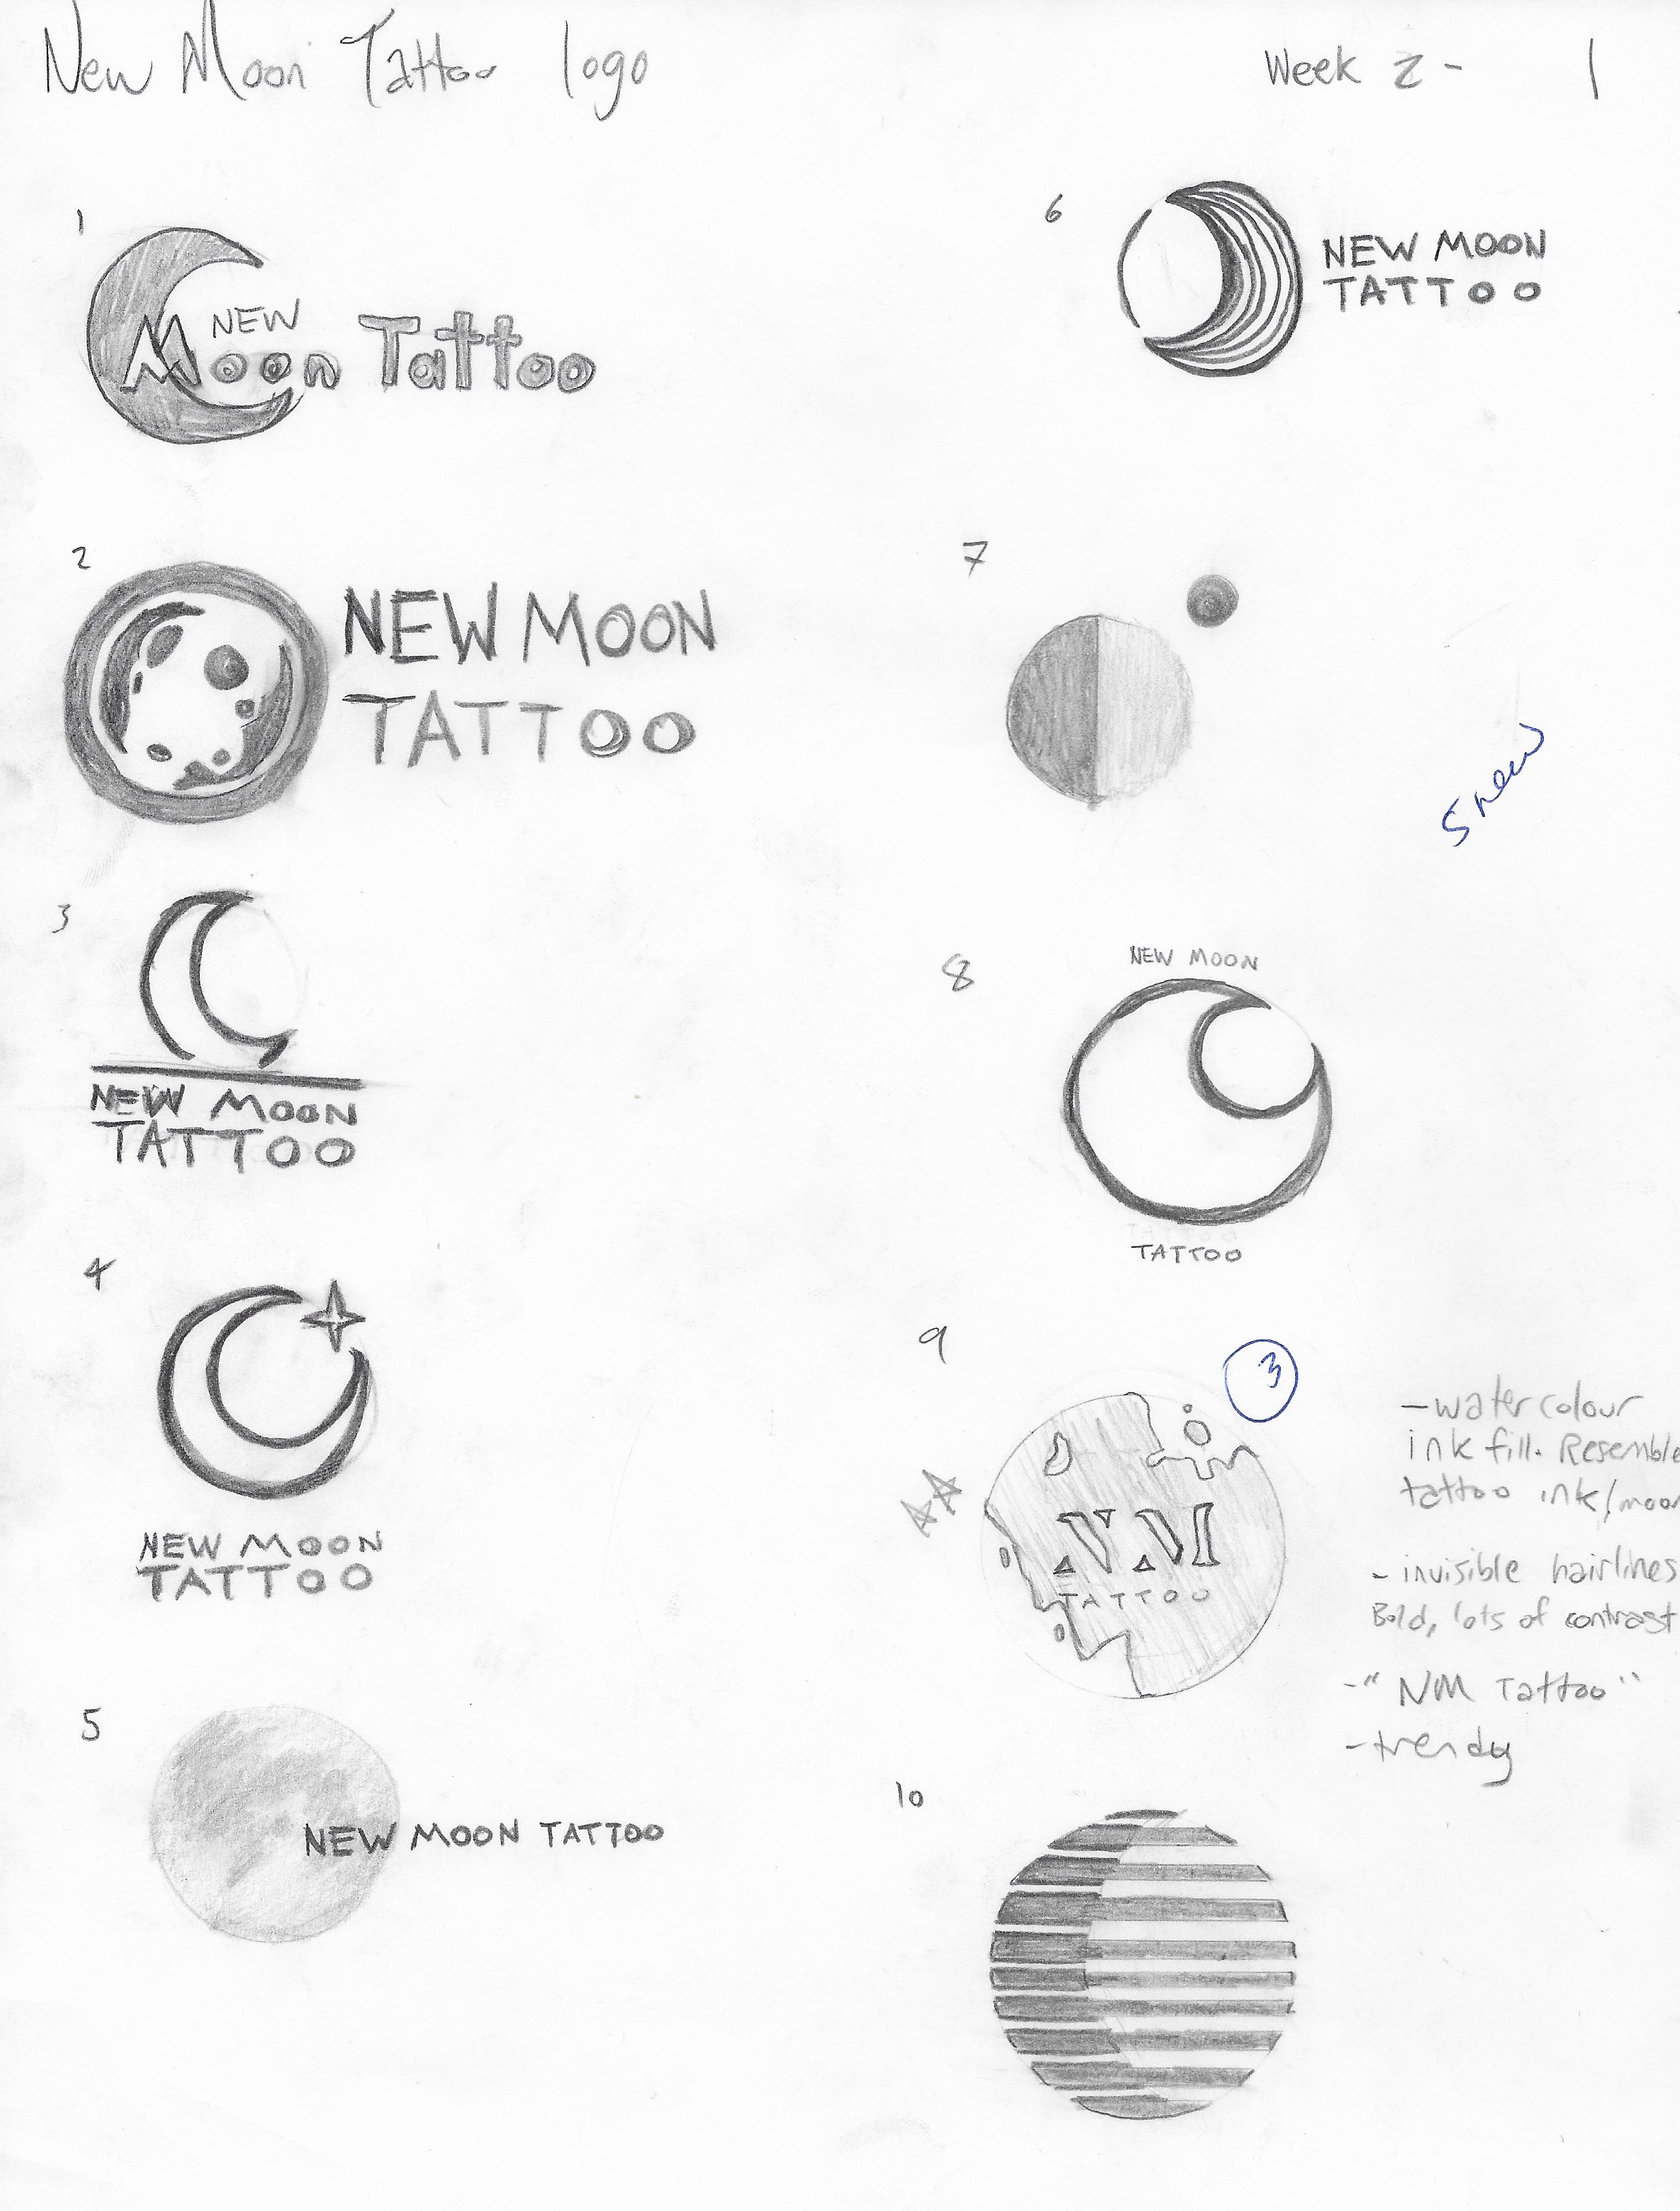 New Moon Tattoo logo
Week 2 - 1
1
NEW
Moon Tattoo
2
NEW MOON
TATTOO
3
NEW MOON
TATTOO
4
NEW MOON
TATTOO
5
NEW MOON TATTOO
6
NEW MOON
TATTOO
7
5 new
8
NEW MOON
TATTOO
9
3
NM
TATTOO
- watercolour
ink fill. Resemble
tattoo ink/moon
- invisible hairlines
Bold, lots of contrast
- "NM Tattoo"
- trendy
10